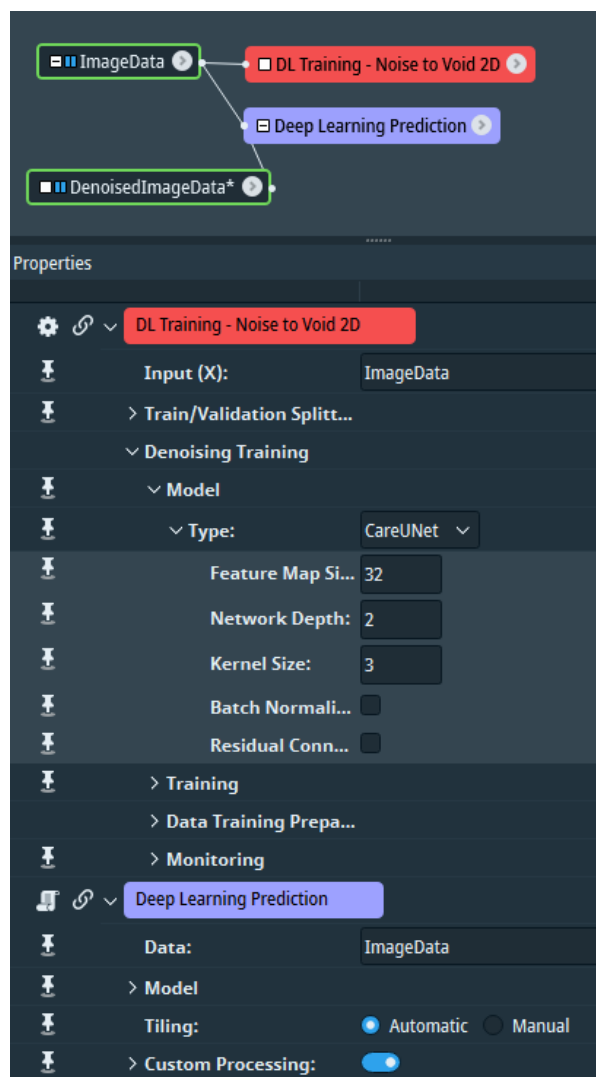 ImageData
DL Training - Noise to Void 2D
Deep Learning Prediction
DenoisedImageData*
Properties
DL Training - Noise to Void 2D
Input (X): ImageData
Train/Validation Splitt...
Denoising Training
Model
Type: CareUNet
Feature Map Si... 32
Network Depth: 2
Kernel Size: 3
Batch Normali...
Residual Conn...
Training
Data Training Prepa...
Monitoring
Deep Learning Prediction
Data: ImageData
Model
Tiling: Automatic Manual
Custom Processing: